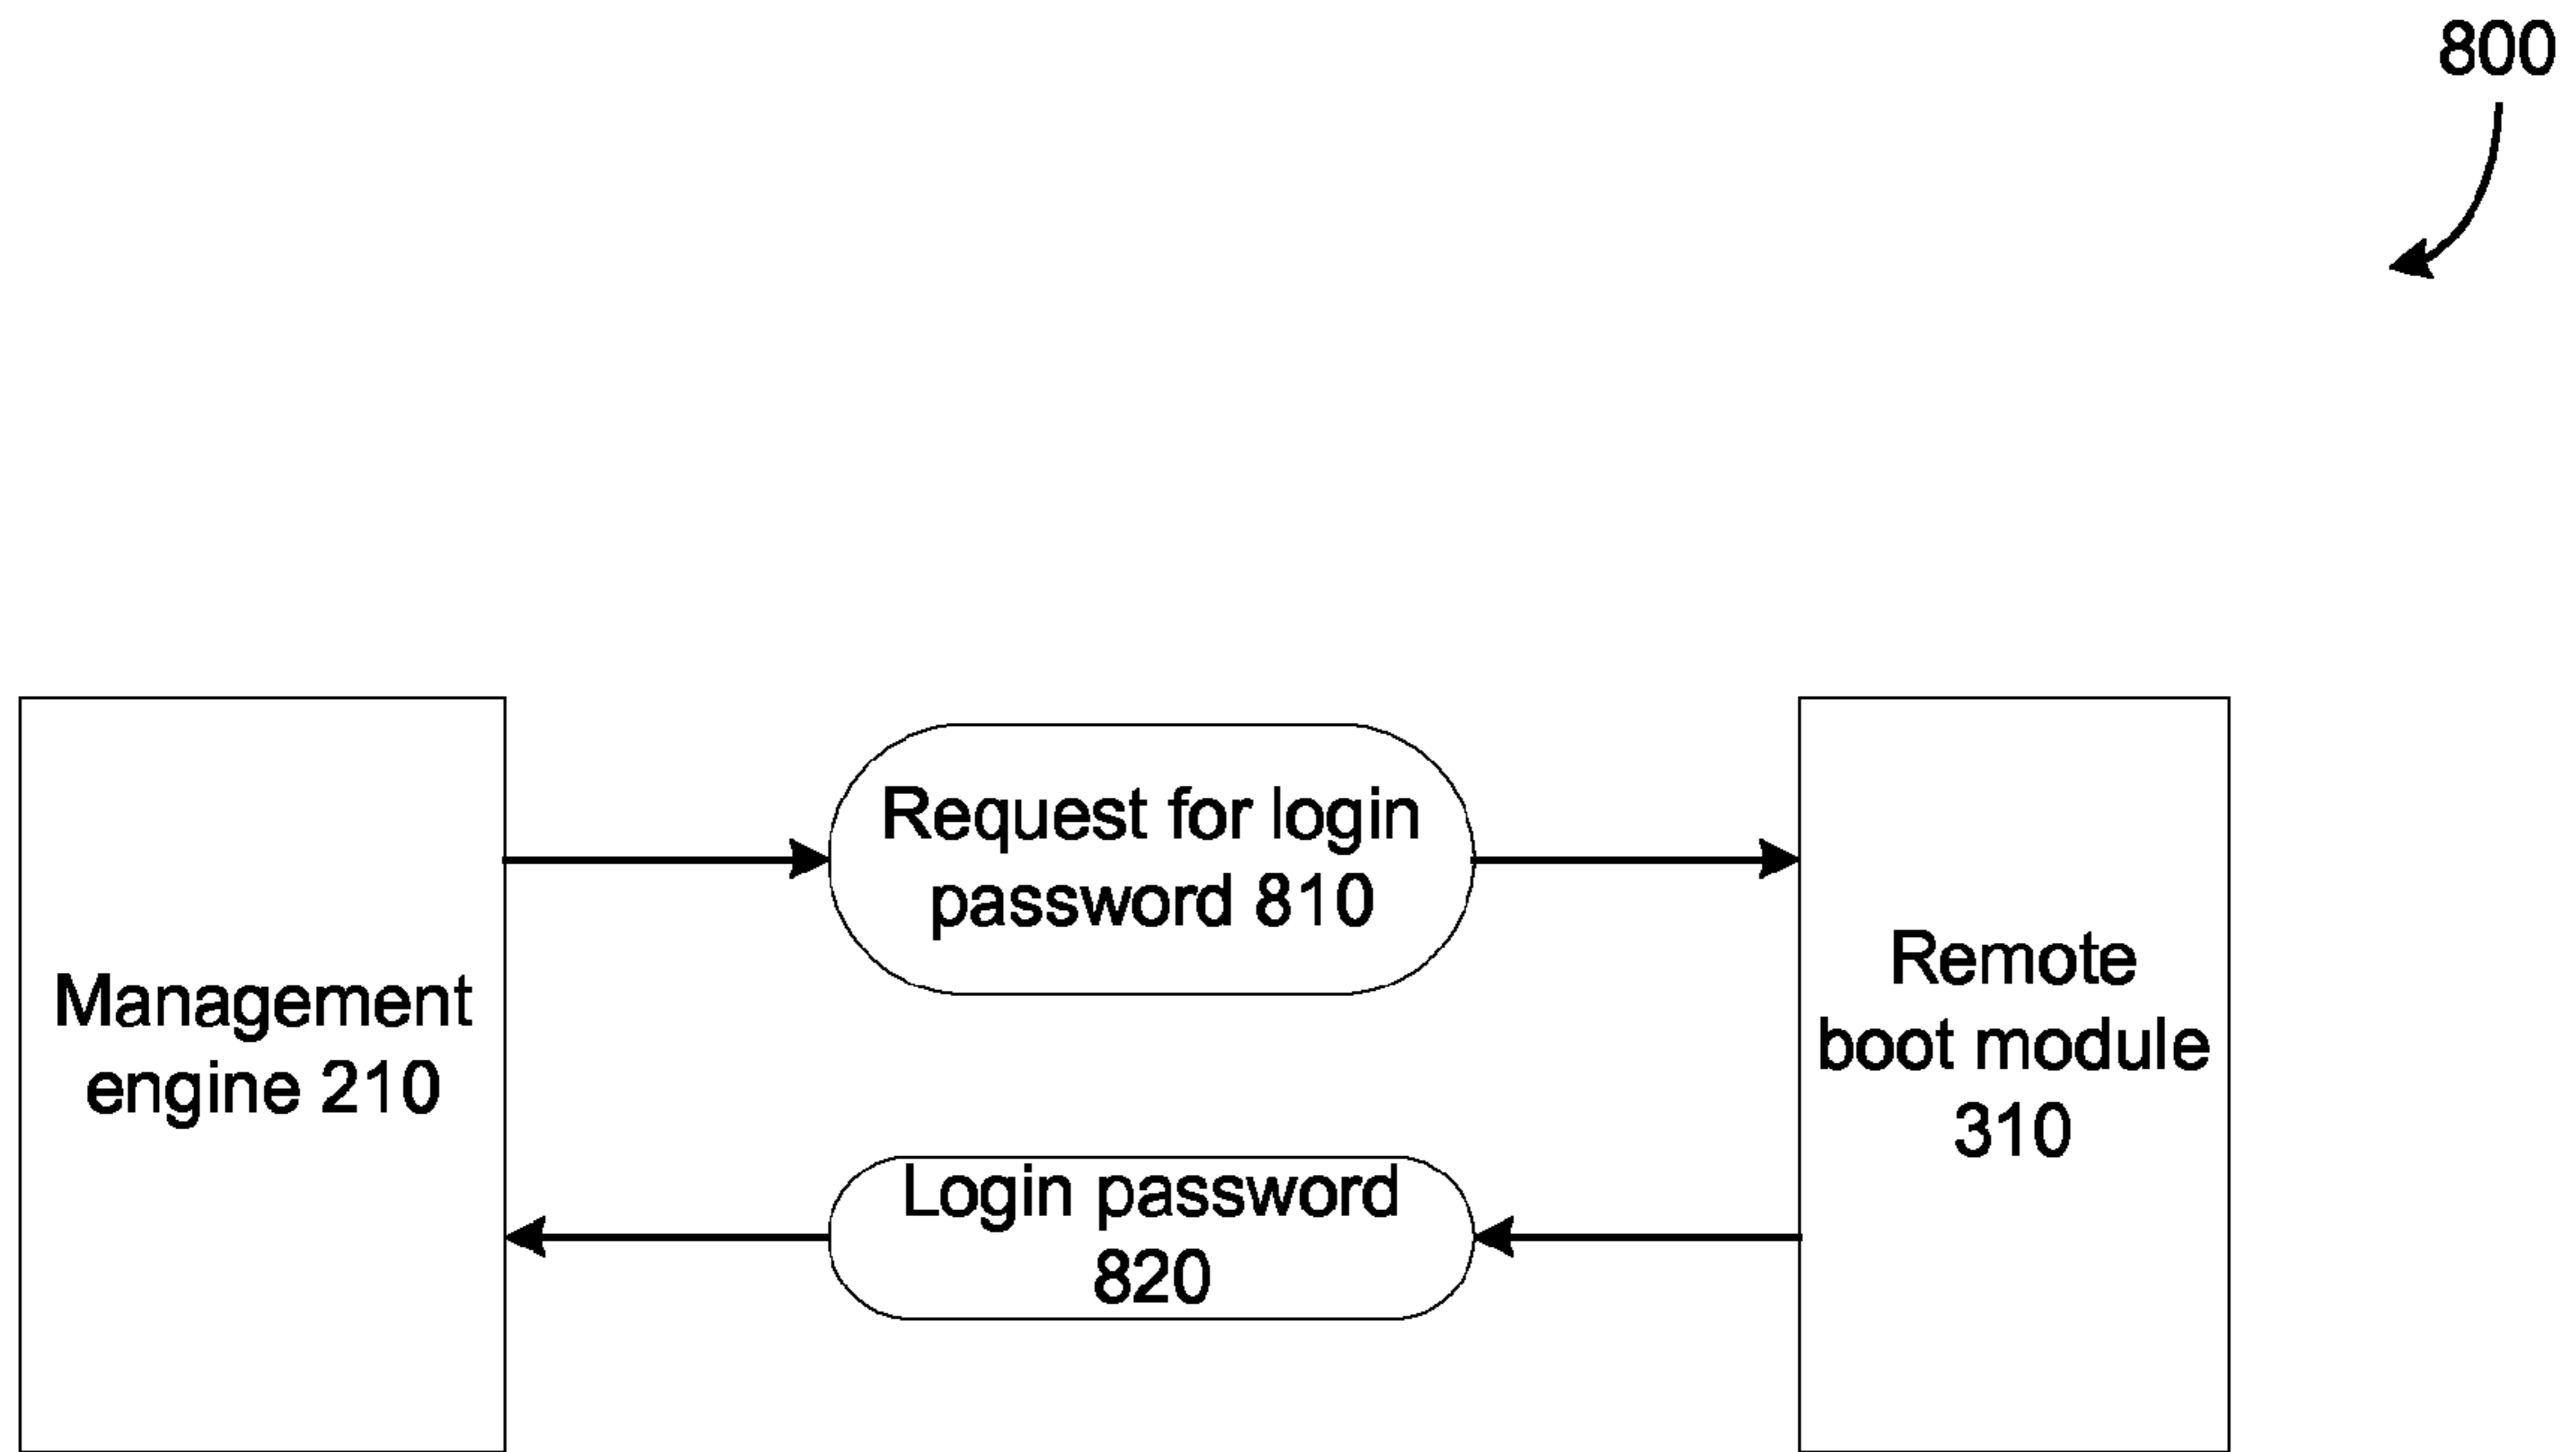 800
Request for login
password 810
Management
engine 210
Remote
boot module
310
Login password
820